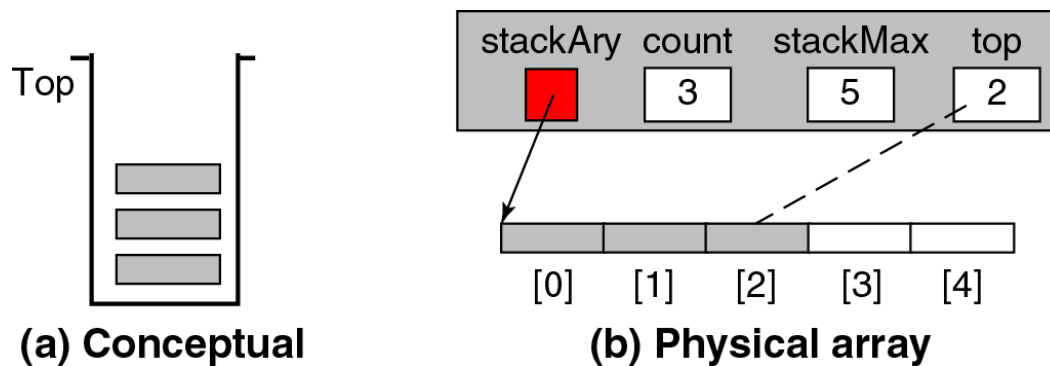 Top
(a) Conceptual
stackAry count stackMax top
3 5 2
[0] [1] [2] [3] [4]
(b) Physical array